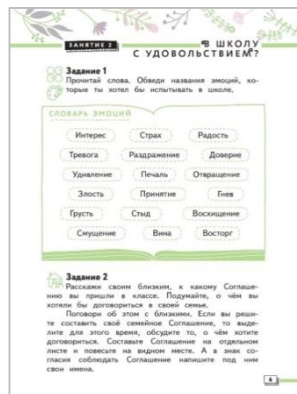 ЗАНЯТИЕ 2
В ШКОЛУ
С УДОВОЛЬСТВИЕМ?
Задание 1
Прочитай слова. Обведи названия эмоций, ко-
торые ты хотел бы испытывать в школе.
СЛОВАРЬ ЭМОЦИЙ
Интерес Страх Радость
Тревога Раздражение Доверие
Удивление Печаль Отвращение
Злость Принятие Гнев
Грусть Стыд Восхищение
Смущение Вина Восторг
Задание 2
Расскажи своим близким, к какому Соглаше-
нию вы пришли в классе. Подумайте, о чём вы
хотели бы договориться в своей семье.
Поговори об этом с близкими. Если вы реши-
те составить своё семейное Соглашение, то выде-
лите для этого время, обсудите то, о чём хотите
договориться. Составьте Соглашение на отдельном
листе и повесьте на видном месте. А в знак со-
гласия соблюдать Соглашение напишите под ним
свои имена.
6